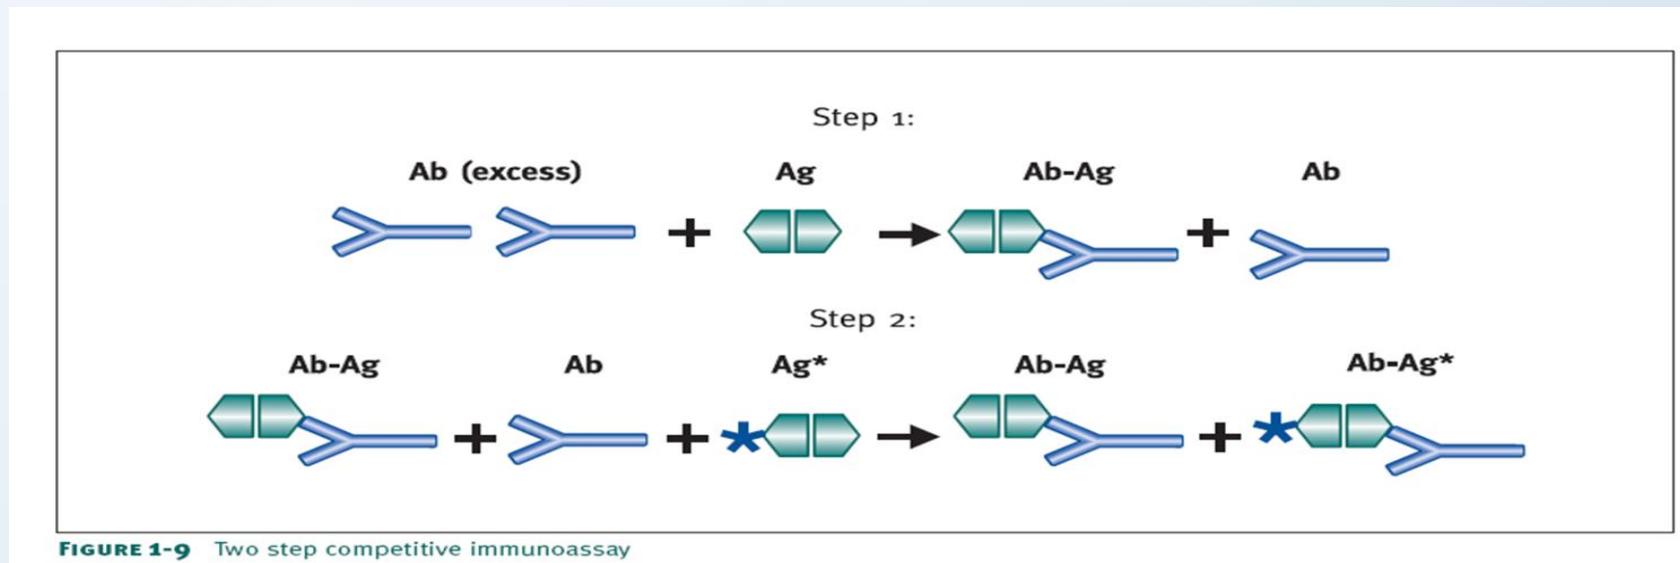 Step 1:
Ab (excess) Ag Ab-Ag Ab
Step 2:
Ab-Ag Ab Ag* Ab-Ag Ab-Ag*
FIGURE 1-9 Two step competitive immunoassay